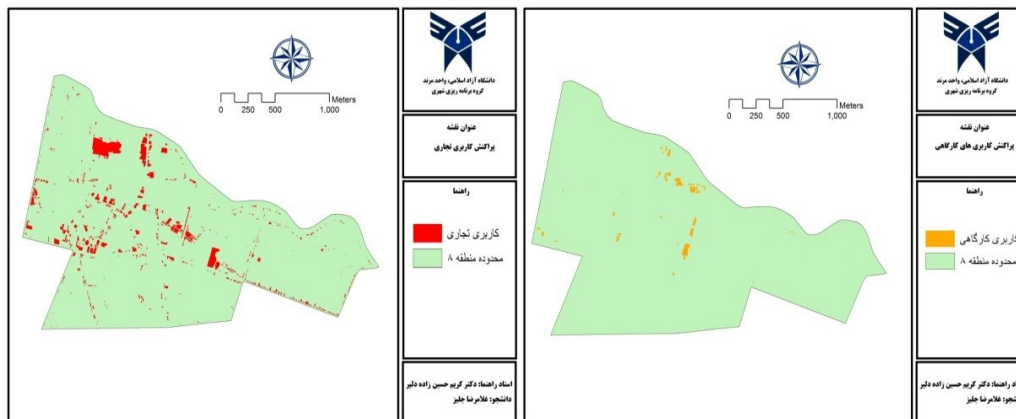 Meters
0 250 500 1,000
دانشگاه آزاد اسلامی، واحد مرند
گروه برنامه ریزی شهری
عنوان نقشه
پراکنش کاربری تجاری
راهنما
کاربری تجاری
محدوده منطقه ۸
استاد راهنما: دکتر کریم حسین زاده دلیر
دانشجو: غلامرضا جلیز
Meters
0 250 500 1,000
دانشگاه آزاد اسلامی، واحد مرند
گروه برنامه ریزی شهری
عنوان نقشه
پراکنش کاربری های کارگاهی
راهنما
کاربری کارگاهی
محدوده منطقه ۸
اد راهنما: دکتر کریم حسین زاده دلیر
شجو: غلامرضا جلیز